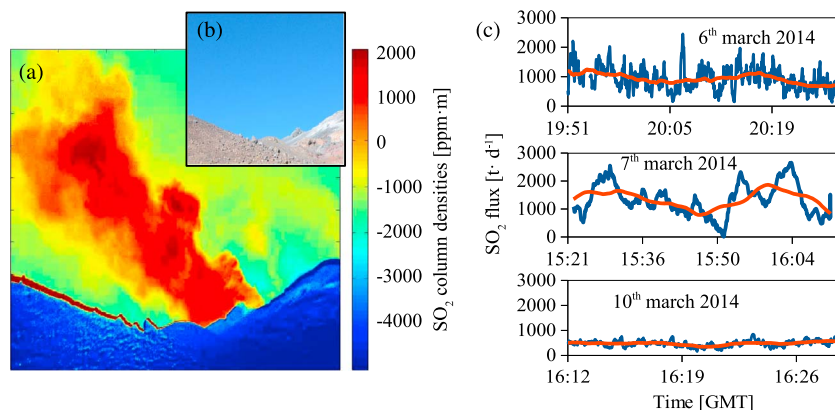 (a)
(b)
2000
1000
0
-1000
-2000
-3000
-4000
SO2 column densities [ppm·m]
(c)
SO2 flux [t· d-1]
3000
2000
1000
0
6th march 2014
19:51 20:05 20:19
3000
2000
1000
0
7th march 2014
15:21 15:36 15:50 16:04
3000
2000
1000
0
10th march 2014
16:12 16:19 16:26
Time [GMT]